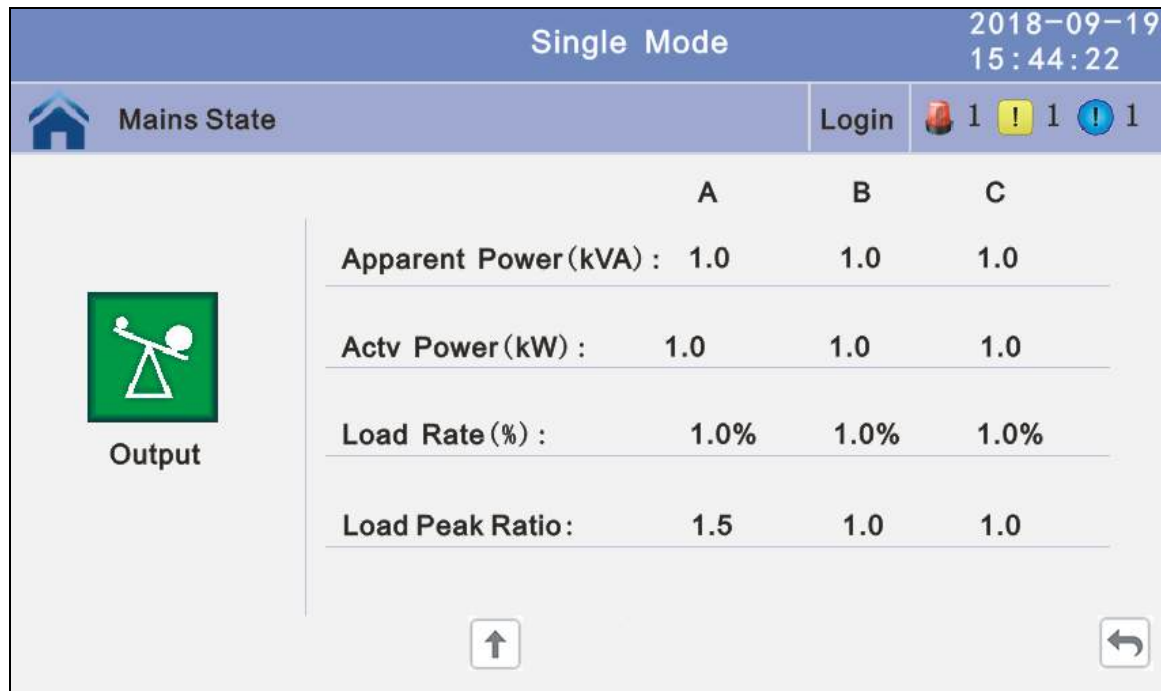 Single Mode
2018-09-19
15:44:22
Mains State Login 1 ! 1 ! 1
A B C
Apparent Power(kVA): 1.0 1.0 1.0
Actv Power(kW): 1.0 1.0 1.0
Load Rate(%): 1.0% 1.0% 1.0%
Output
Load Peak Ratio: 1.5 1.0 1.0